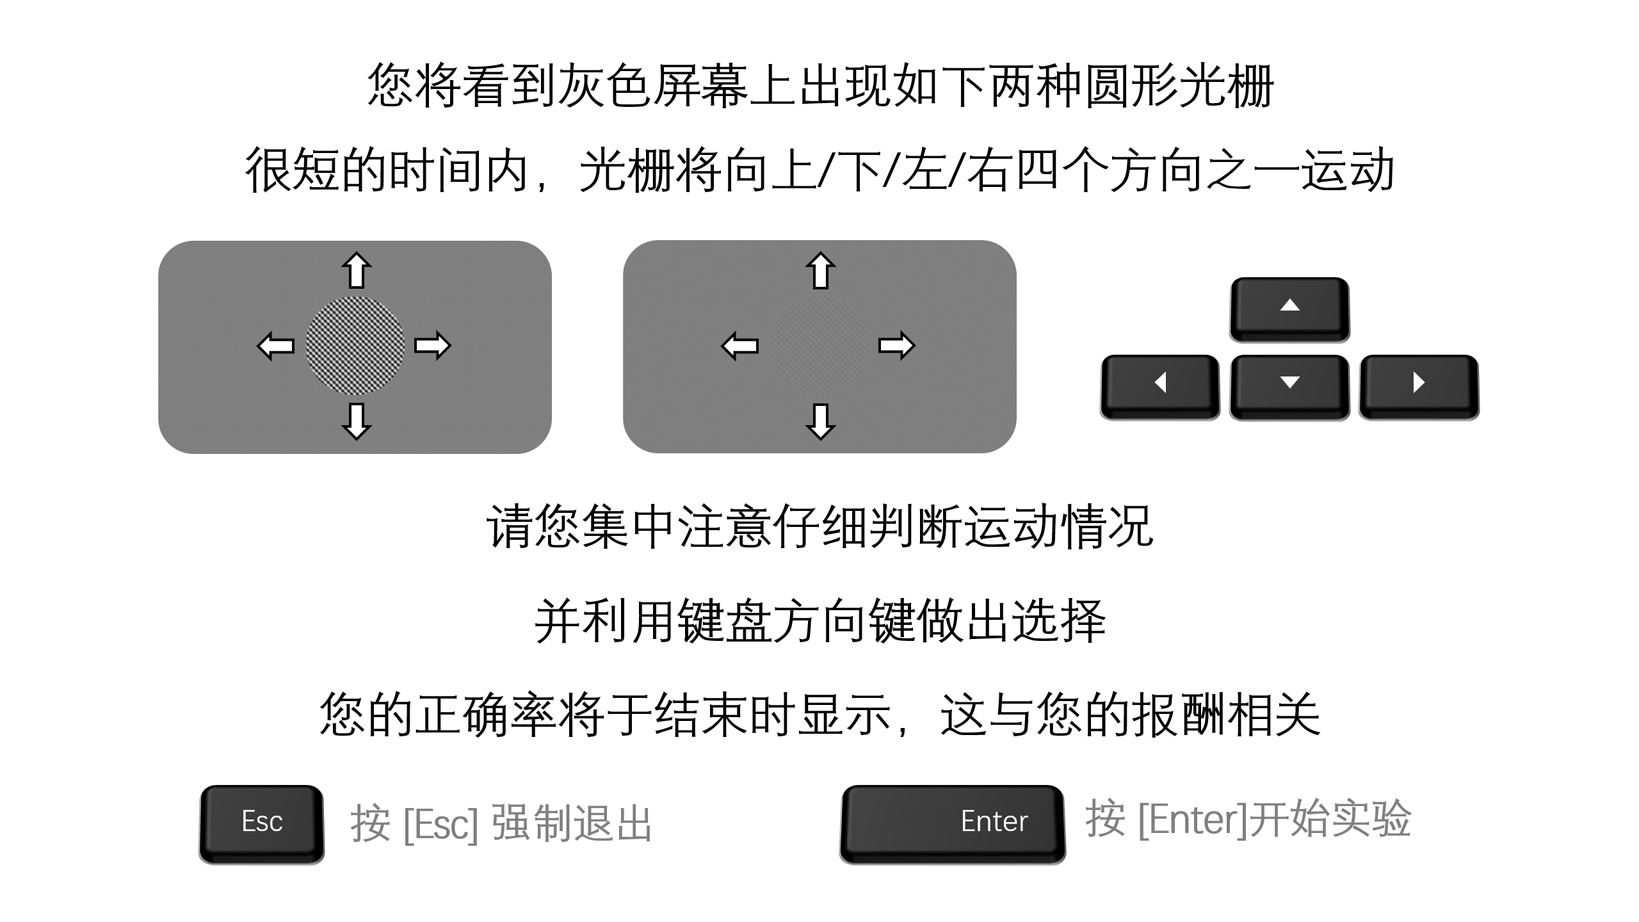 您将看到灰色屏幕上出现如下两种圆形光栅
很短的时间内，光栅将向上/下/左/右四个方向之一运动
请您集中注意仔细判断运动情况
并利用键盘方向键做出选择
您的正确率将于结束时显示，这与您的报酬相关
Esc
按 [Esc] 强制退出
Enter
按 [Enter]开始实验